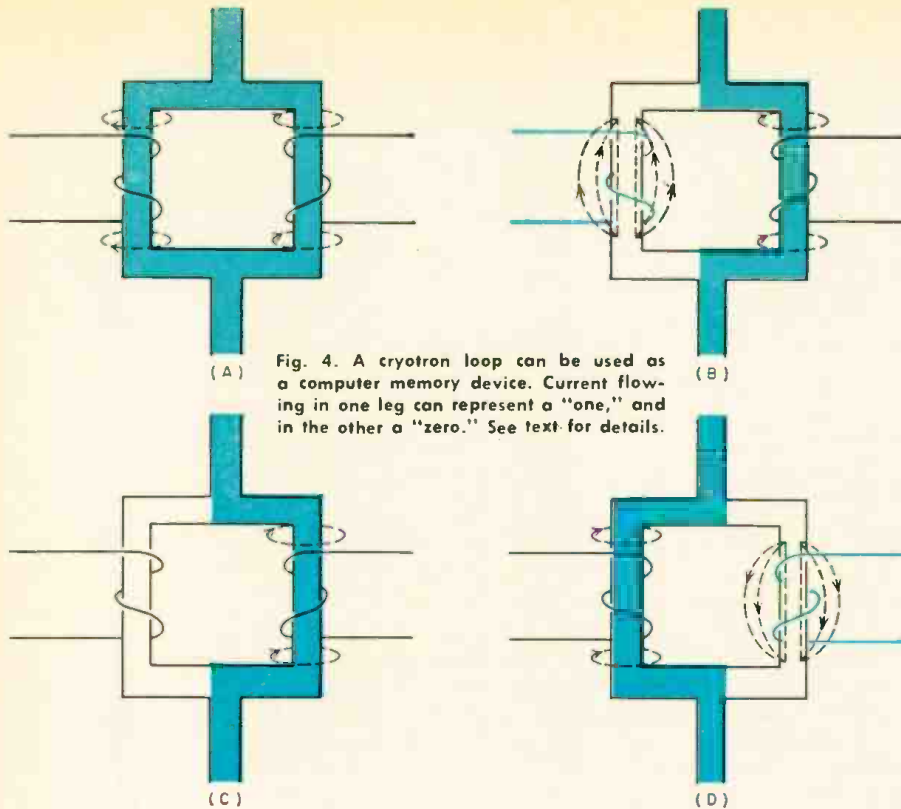 (A)
(B)
Fig. 4. A cryotron loop can be used as
a computer memory device. Current flow-
ing in one leg can represent a "one," and
in the other a "zero." See text for details.
(C)
(D)